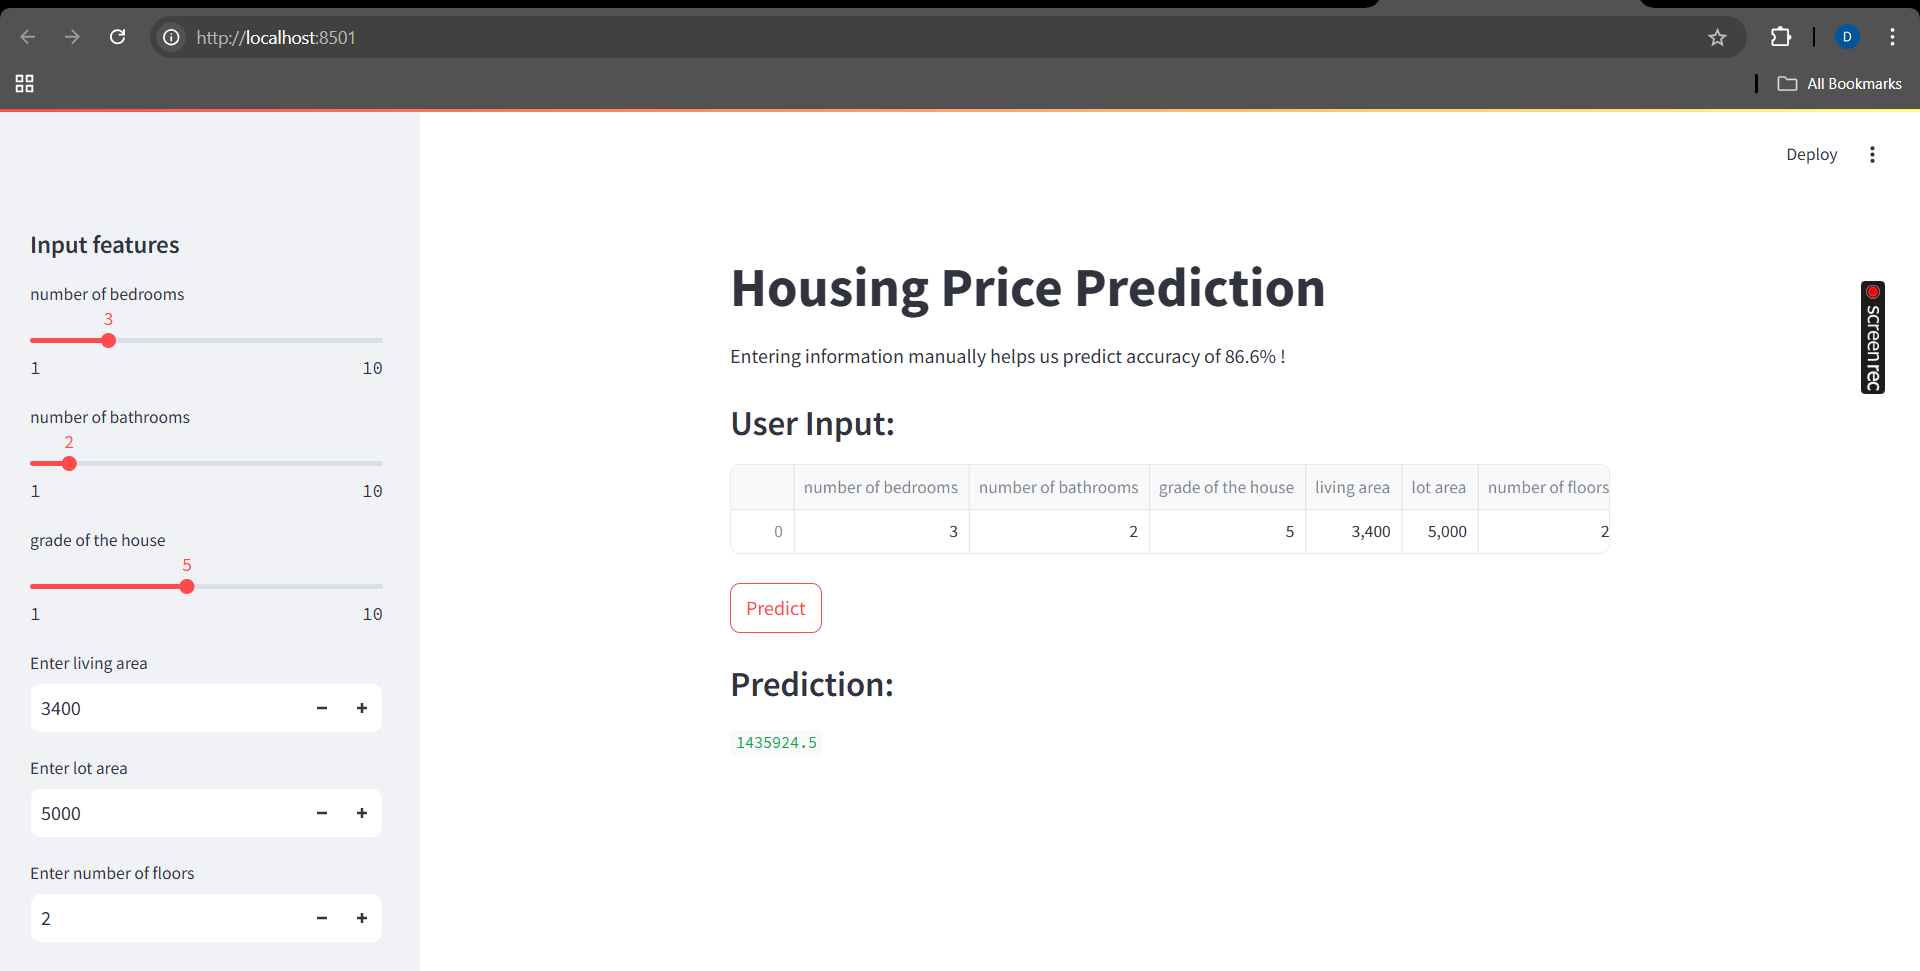 http://localhost:8501
D
All Bookmarks
Deploy
Input features
number of bedrooms
3
1 10
number of bathrooms
2
1 10
grade of the house
5
1 10
Enter living area
3400
Enter lot area
5000
Enter number of floors
2
Housing Price Prediction
Entering information manually helps us predict accuracy of 86.6% !
User Input:
number of bedrooms number of bathrooms grade of the house living area lot area number of floors
0 3 2 5 3,400 5,000 2
Predict
Prediction:
1435924.5
screenrec